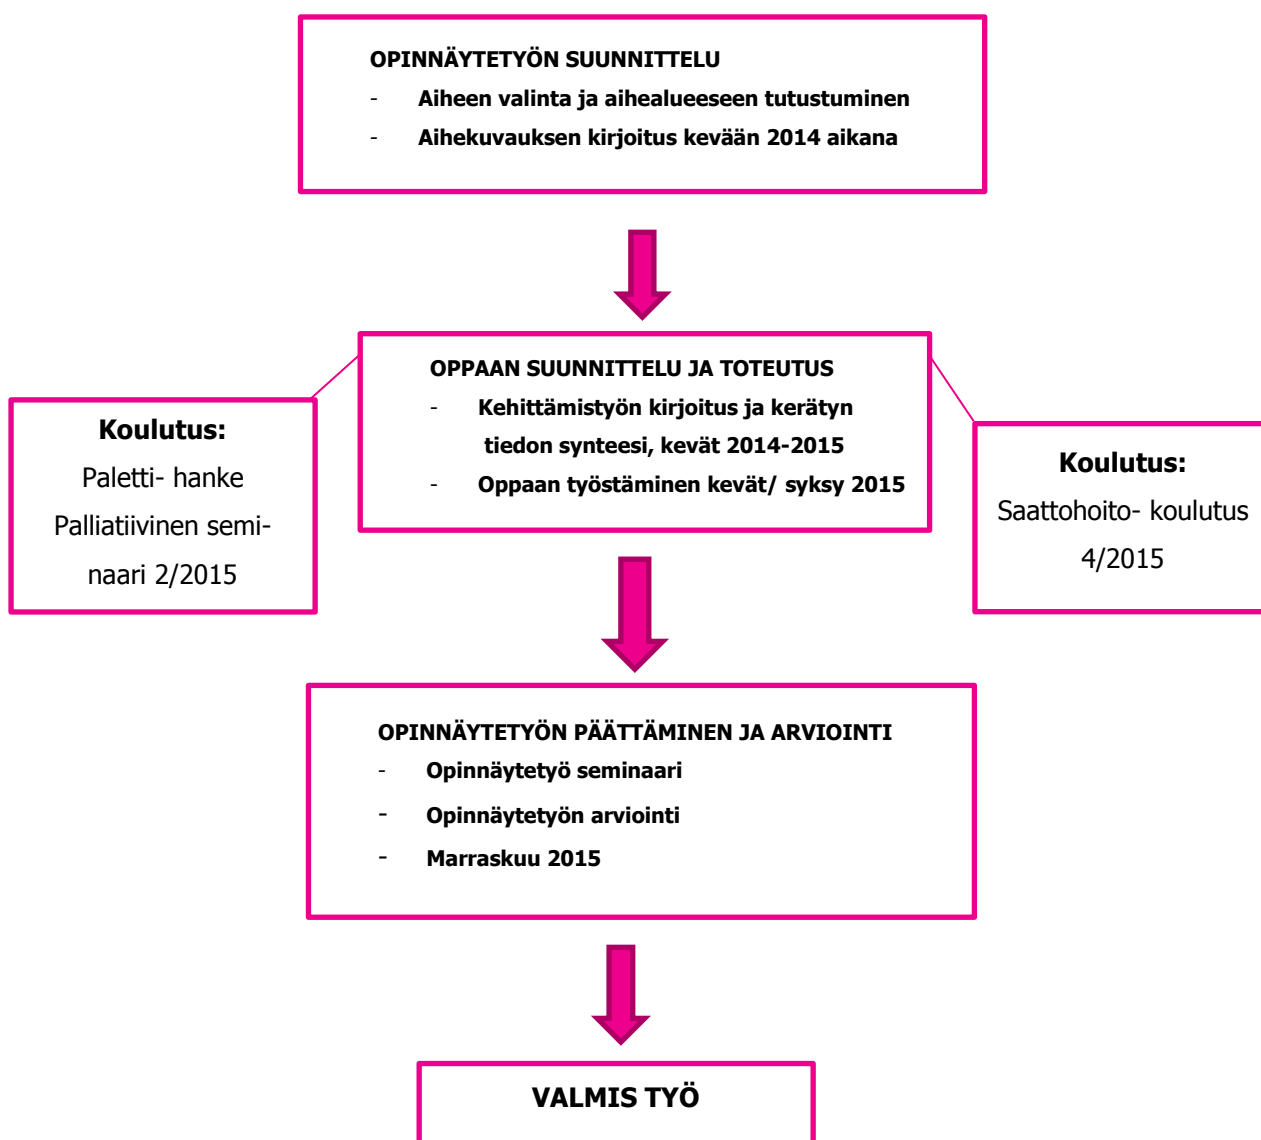 OPINNÄYTETYÖN SUUNNITTELU
- Aiheen valinta ja aihealueeseen tutustuminen
- Aihekuvauksen kirjoitus kevään 2014 aikana
OPPAAN SUUNNITTELU JA TOTEUTUS
- Kehittämistyön kirjoitus ja kerätyn
tiedon synteesi, kevät 2014-2015
- Oppaan työstäminen kevät/ syksy 2015
Koulutus:
Paletti- hanke
Palliatiivinen semi-
naari 2/2015
Koulutus:
Saattohoito- koulutus
4/2015
OPINNÄYTETYÖN PÄÄTTÄMINEN JA ARVIOINTI
- Opinnäytetyö seminaari
- Opinnäytetyön arviointi
- Marraskuu 2015
VALMIS TYÖ